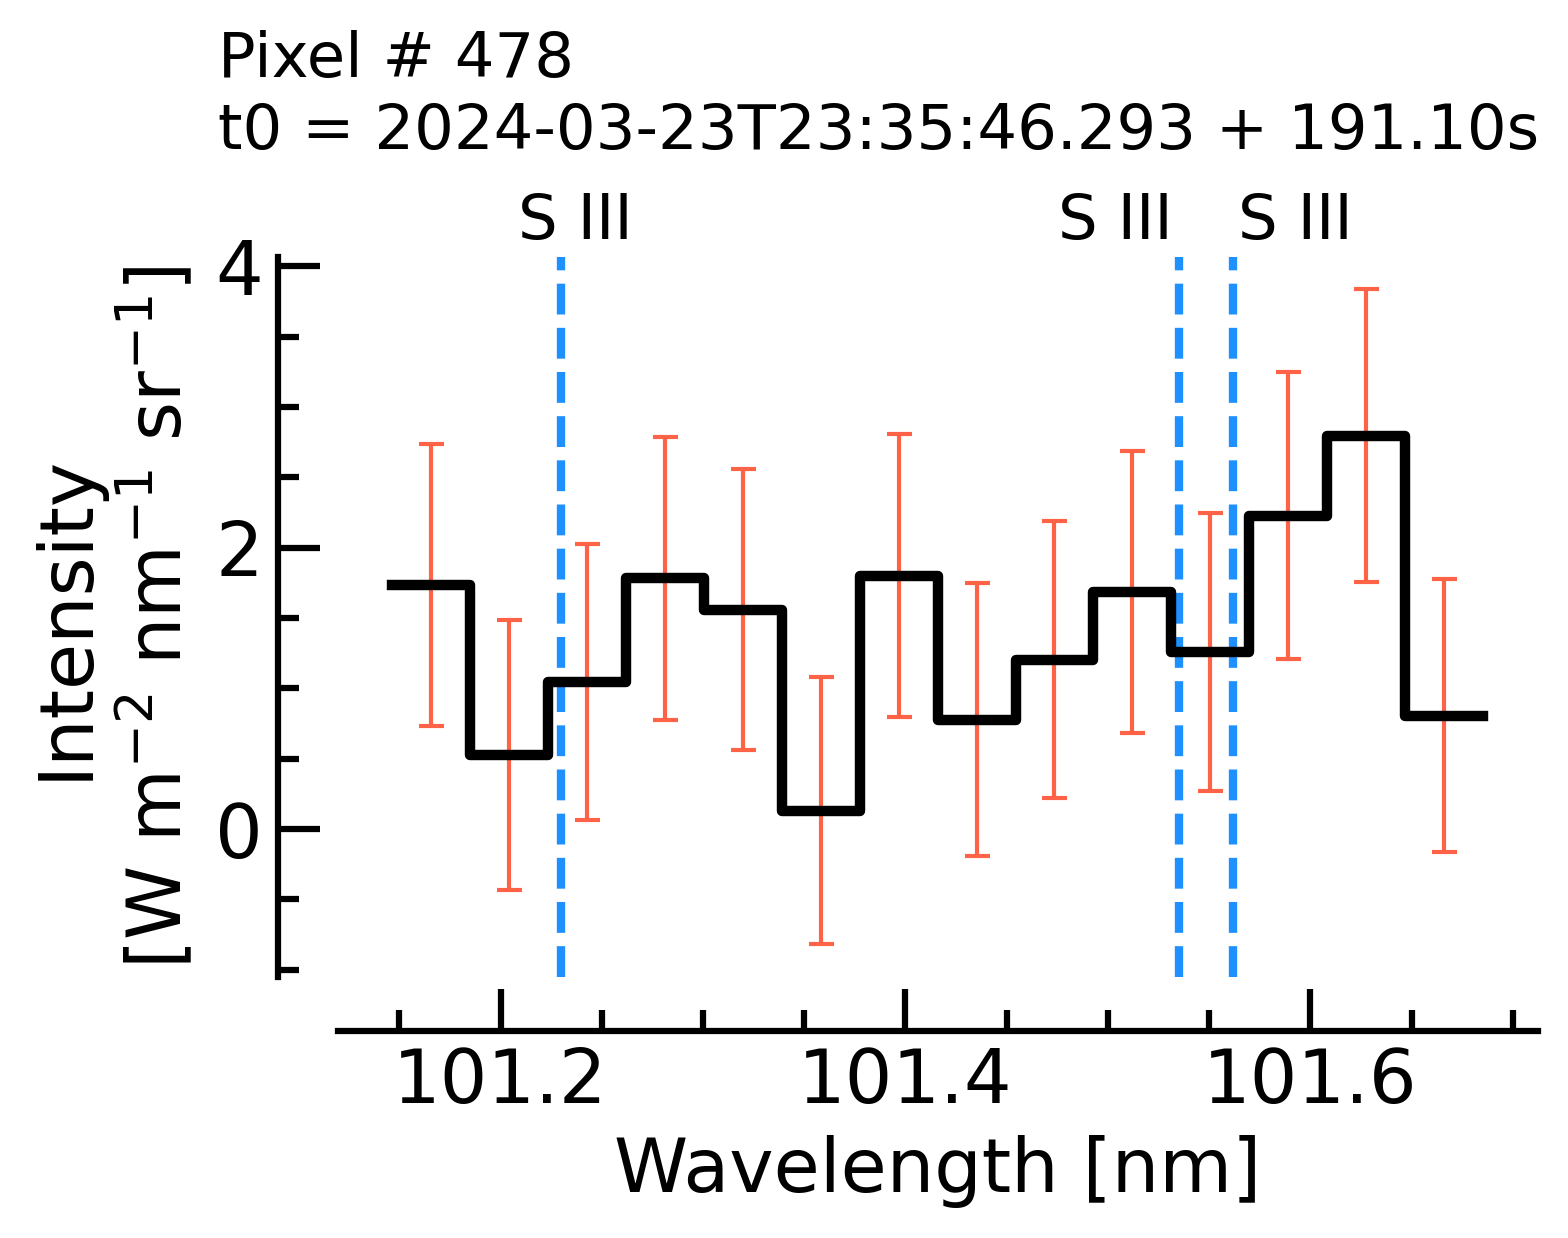 Pixel # 478
t0 = 2024-03-23T23:35:46.293 + 191.10s
S III S III S III
4
2
0
Intensity
[W m⁻² nm⁻¹ sr⁻¹]
101.2 101.4 101.6
Wavelength [nm]